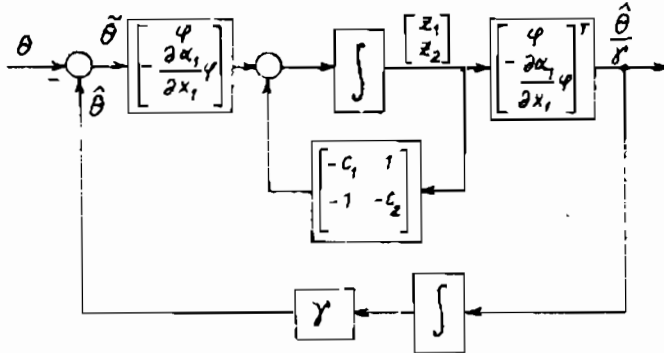 θ
θ̃
−
θ̂
[ φ
− ∂α₁/∂x₁ φ ]
∫
[ z₁
z₂ ]
[ φ
− ∂α₁/∂x₁ φ ]ᵀ
θ̂/γ
[ −c₁ 1
−1 −c₂ ]
γ
∫